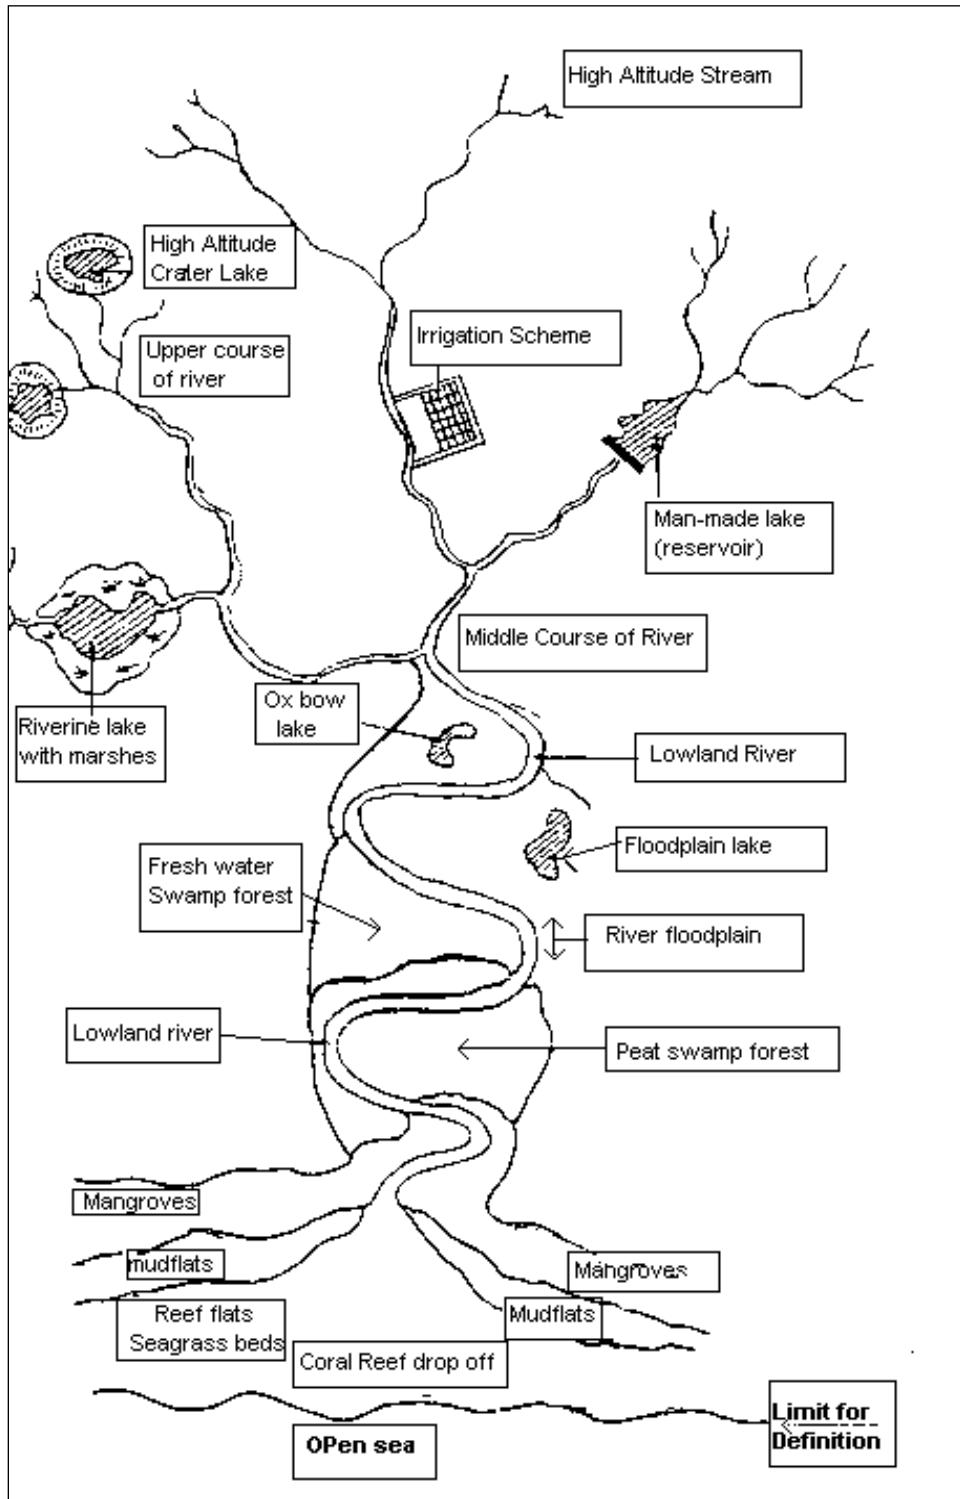 High Altitude Stream
High Altitude
Crater Lake
Irrigation Scheme
Upper course
of river
Man-made lake
(reservoir)
Middle Course of River
Ox bow
lake
Riverine lake
with marshes
Lowland River
Floodplain lake
Fresh water
Swamp forest
River floodplain
Lowland river
Peat swamp forest
Mangroves
mudflats
Mangroves
Reef flats
Seagrass beds
Mudflats
Coral Reef drop off
Limit for
Definition
OPen sea